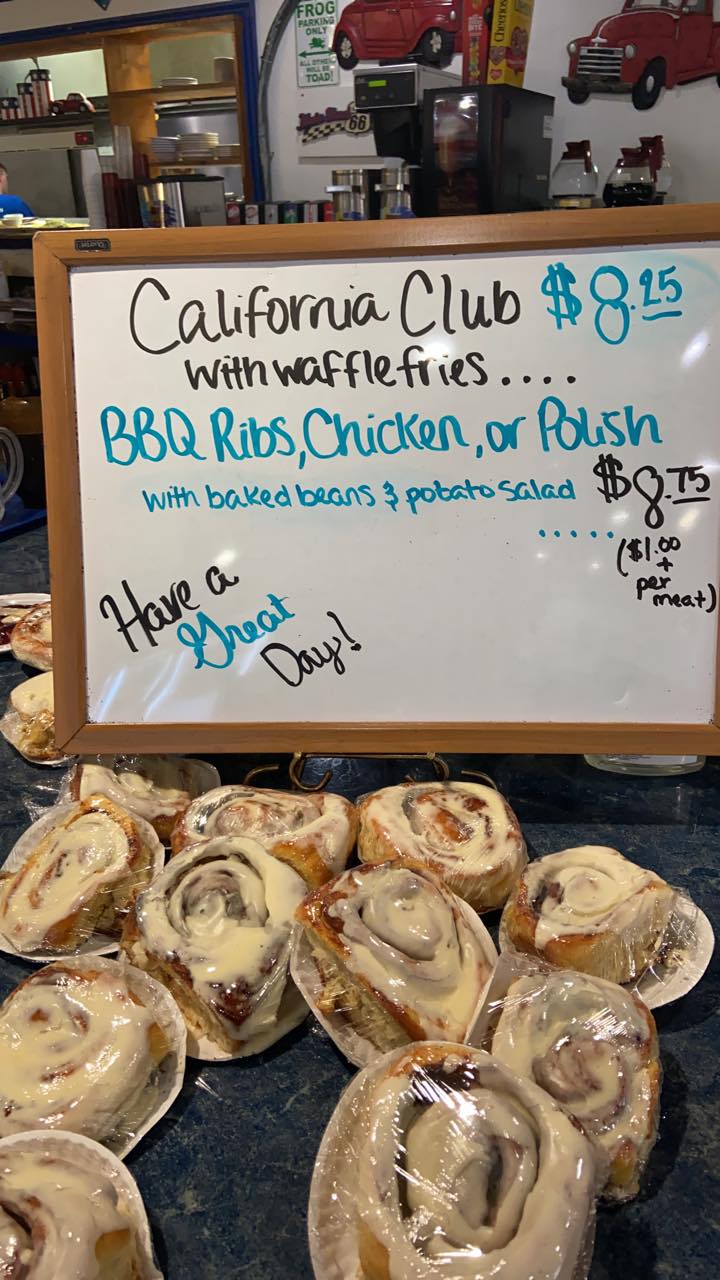 FROG
PARKING
ONLY
ALL OTHERS
WILL BE
TOAD!
66
California Club $8.25
with waffle fries....
BBQ Ribs, Chicken, or Polish
with baked beans & potato salad $8.75
.....
($1.00
+
per
meat)
Have a
Great
Day!